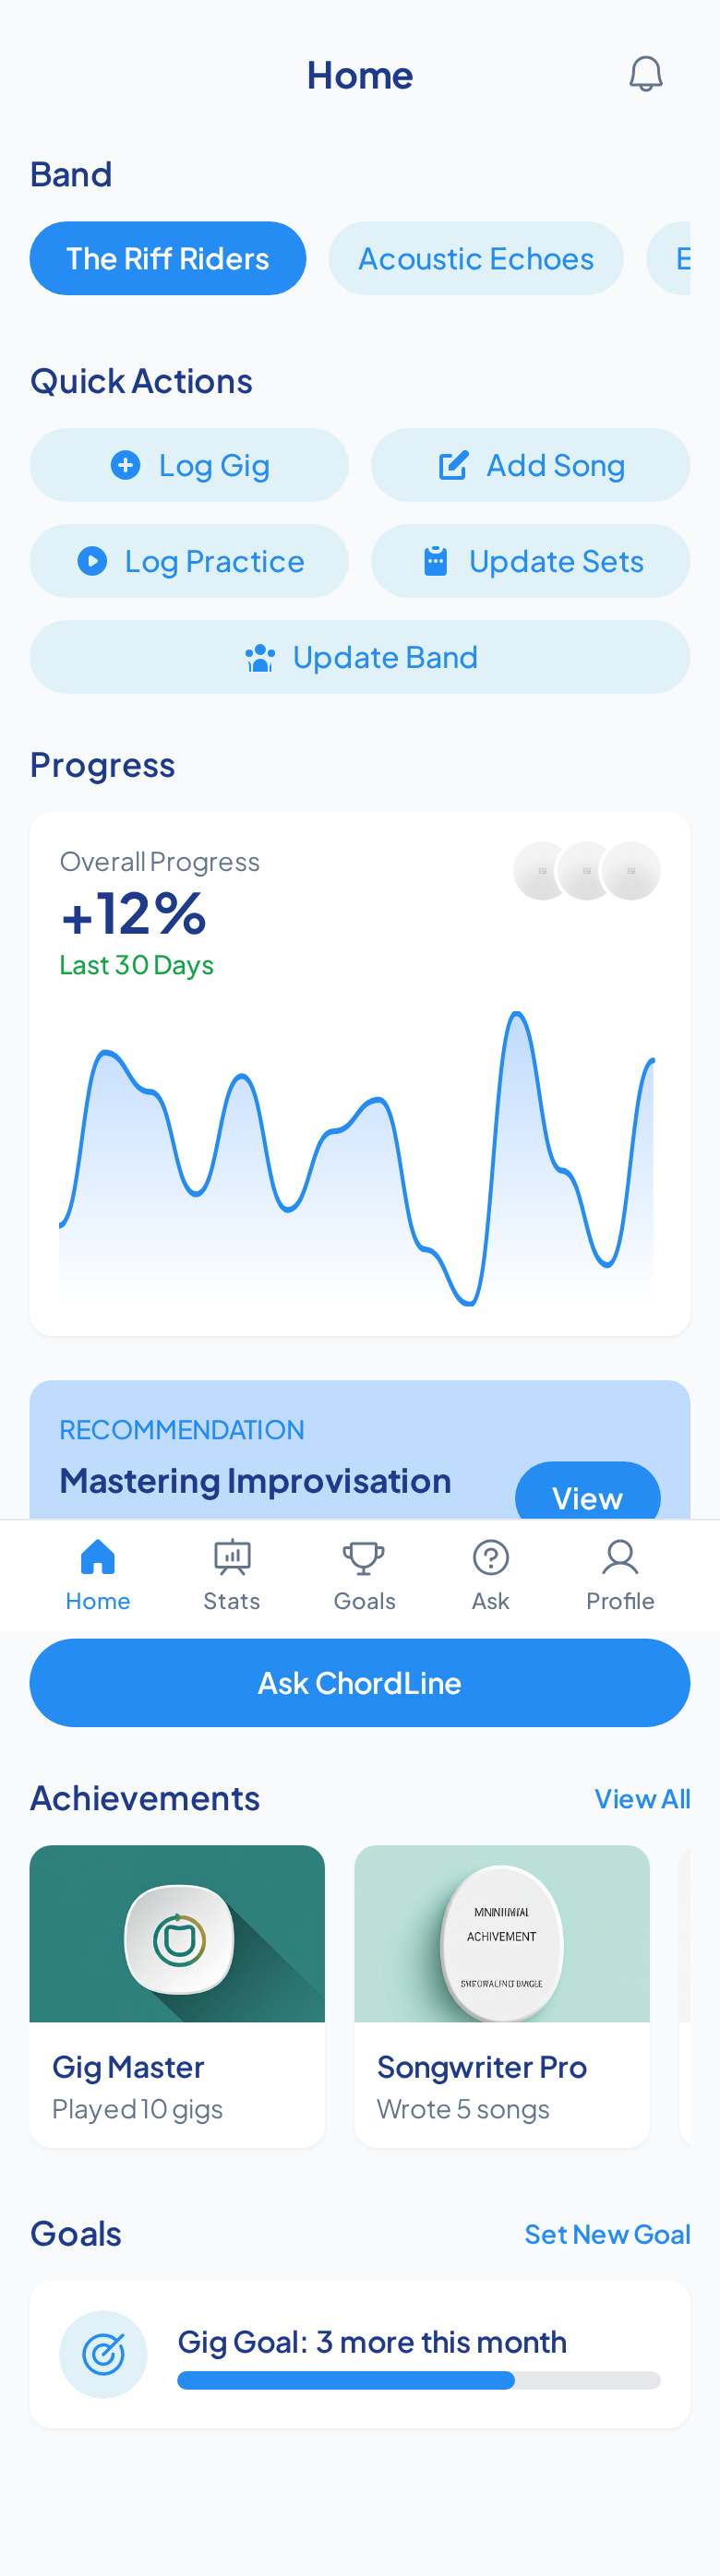 Home
Band
The Riff Riders
Acoustic Echoes
E
Quick Actions
Log Gig
Add Song
Log Practice
Update Sets
Update Band
Progress
Overall Progress
+12%
Last 30 Days
RECOMMENDATION
Mastering Improvisation
View
Home
Stats
Goals
Ask
Profile
Ask ChordLine
Achievements
View All
ACHIVEMENT
Gig Master
Played 10 gigs
Songwriter Pro
Wrote 5 songs
Goals
Set New Goal
Gig Goal: 3 more this month